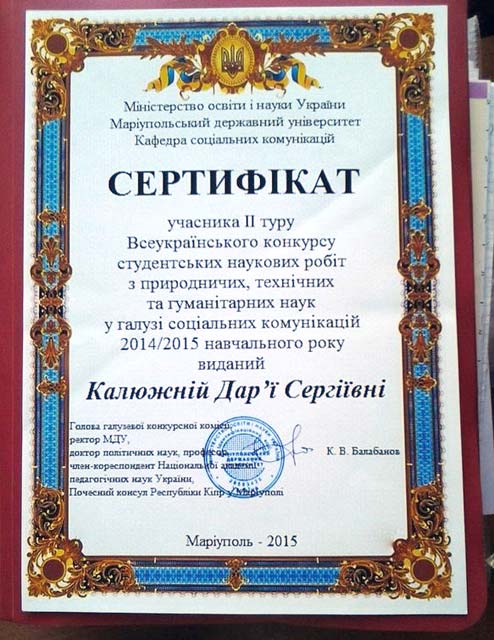 Міністерство освіти і науки України
Маріупольський державний університет
Кафедра соціальних комунікацій
СЕРТИФІКАТ
учасника II туру
Всеукраїнського конкурсу
студентських наукових робіт
з природничих, технічних
та гуманітарних наук
у галузі соціальних комунікацій
2014/2015 навчального року
виданий
Калюжній Дар'ї Сергіївні
Голова галузевої конкурсної комісії,
ректор МДУ,
доктор політичних наук, професор,
член-кореспондент Національної академії
педагогічних наук України,
Почесний консул Республіки Кіпр у Маріуполі
К. В. Балабанов
Маріуполь - 2015